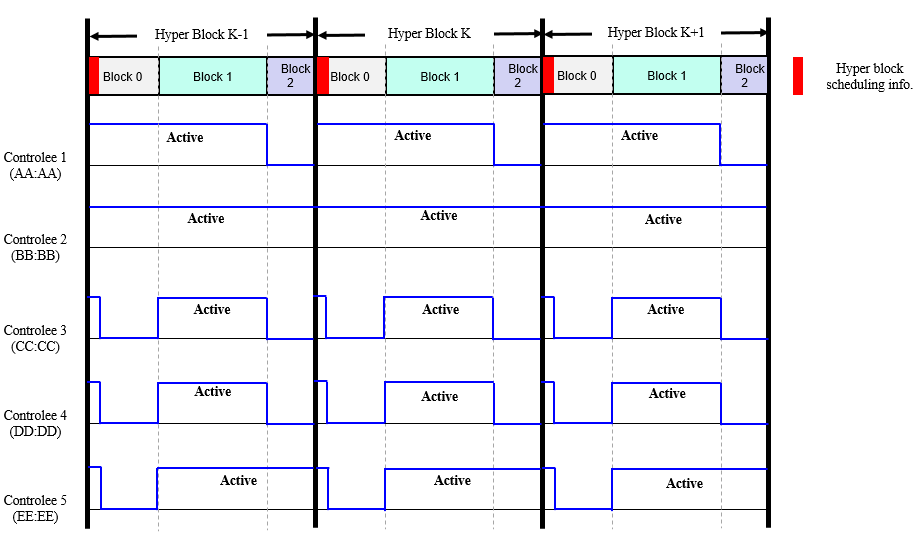 Hyper Block K-1
Hyper Block K
Hyper Block K+1
Block 0
Block 1
Block
2
Block 0
Block 1
Block
2
Block 0
Block 1
Block
2
Hyper block
scheduling info.
Controlee 1
(AA:AA)
Active
Active
Active
Controlee 2
(BB:BB)
Active
Active
Active
Controlee 3
(CC:CC)
Active
Active
Active
Controlee 4
(DD:DD)
Active
Active
Active
Controlee 5
(EE:EE)
Active
Active
Active